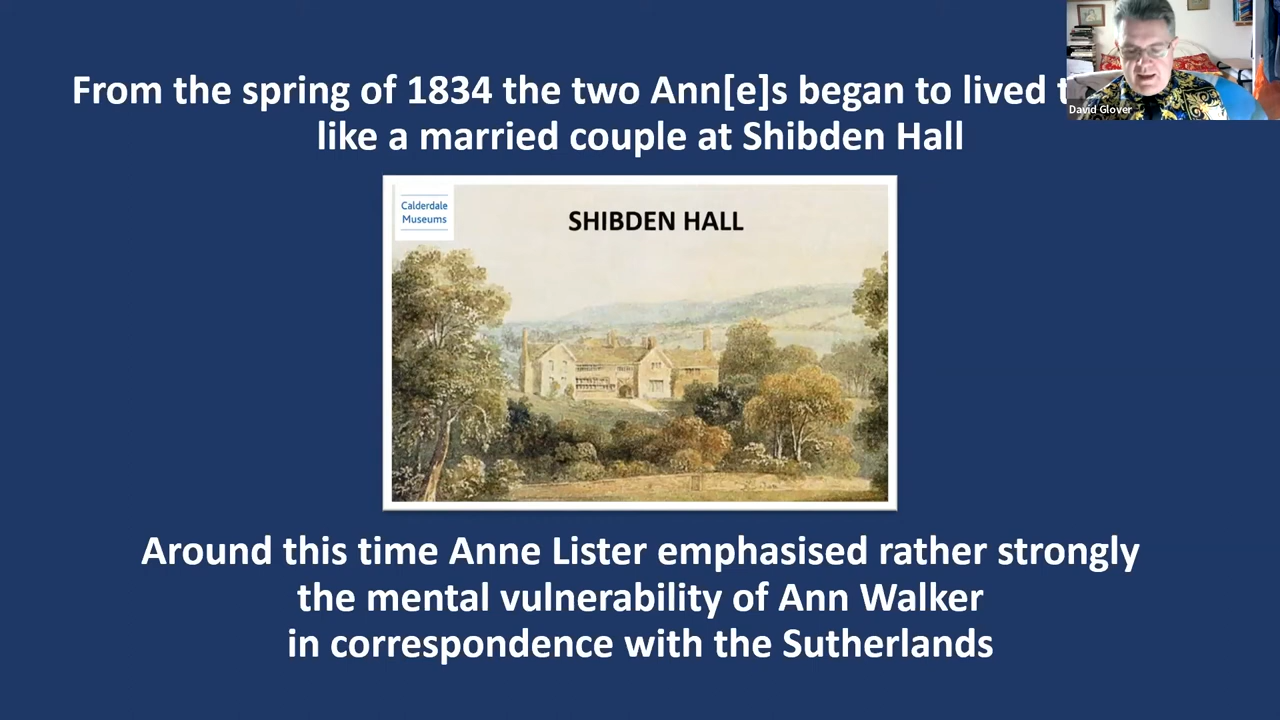 From the spring of 1834 the two Ann[e]s began to lived
like a married couple at Shibden Hall
David Glover
Calderdale
Museums
SHIBDEN HALL
Around this time Anne Lister emphasised rather strongly
the mental vulnerability of Ann Walker
in correspondence with the Sutherlands